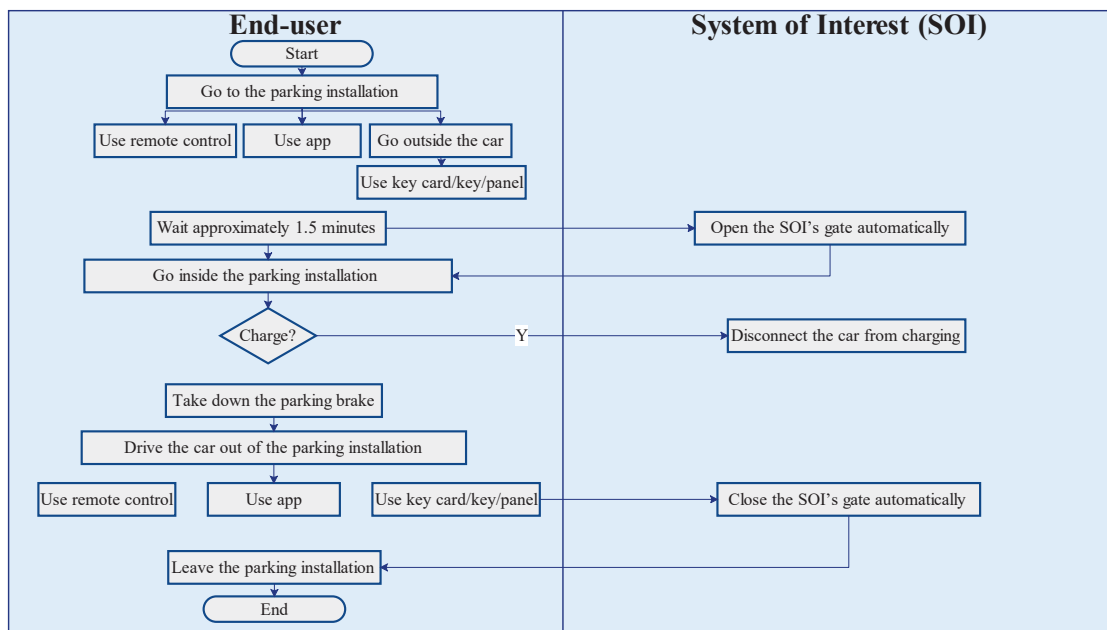 End-user
System of Interest (SOI)
Start
Go to the parking installation
Use remote control
Use app
Go outside the car
Use key card/key/panel
Wait approximately 1.5 minutes
Open the SOI's gate automatically
Go inside the parking installation
Charge?
Y
Disconnect the car from charging
Take down the parking brake
Drive the car out of the parking installation
Use remote control
Use app
Use key card/key/panel
Close the SOI's gate automatically
Leave the parking installation
End